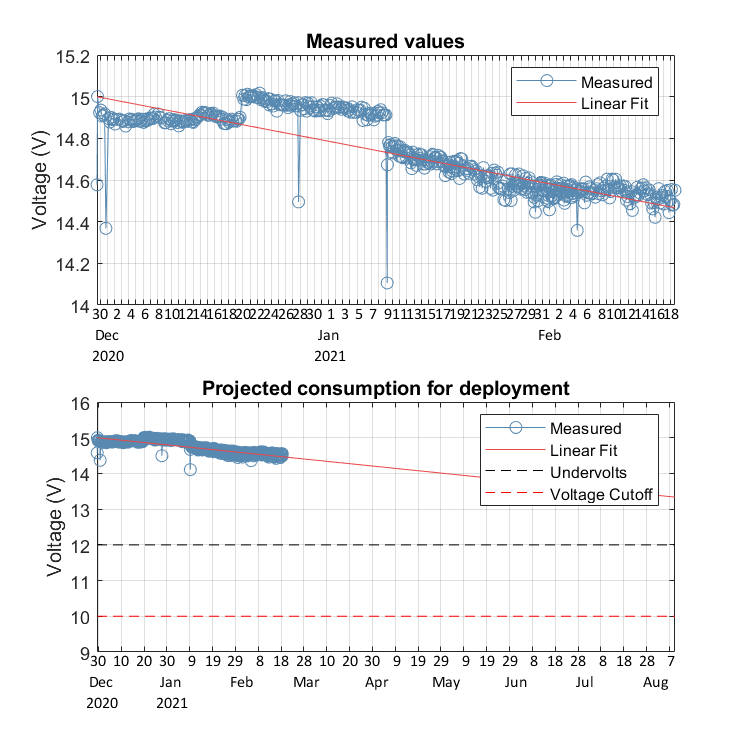 Measured values
15.2
15
14.8
14.6
14.4
14.2
14
Voltage (V)
Measured
Linear Fit
30 2 4 6 8 10 12 14 16 18 20 22 24 26 28 30 1 3 5 7 9 11 13 15 17 19 21 23 25 27 29 31 2 4 6 8 10 12 14 16 18
Dec Jan Feb
2020 2021
Projected consumption for deployment
16
15
14
13
12
11
10
9
Voltage (V)
Measured
Linear Fit
Undervolts
Voltage Cutoff
30 10 20 30 9 19 29 8 18 28 10 20 30 9 19 29 9 19 29 8 18 28 8 18 28 7
Dec Jan Feb Mar Apr May Jun Jul Aug
2020 2021